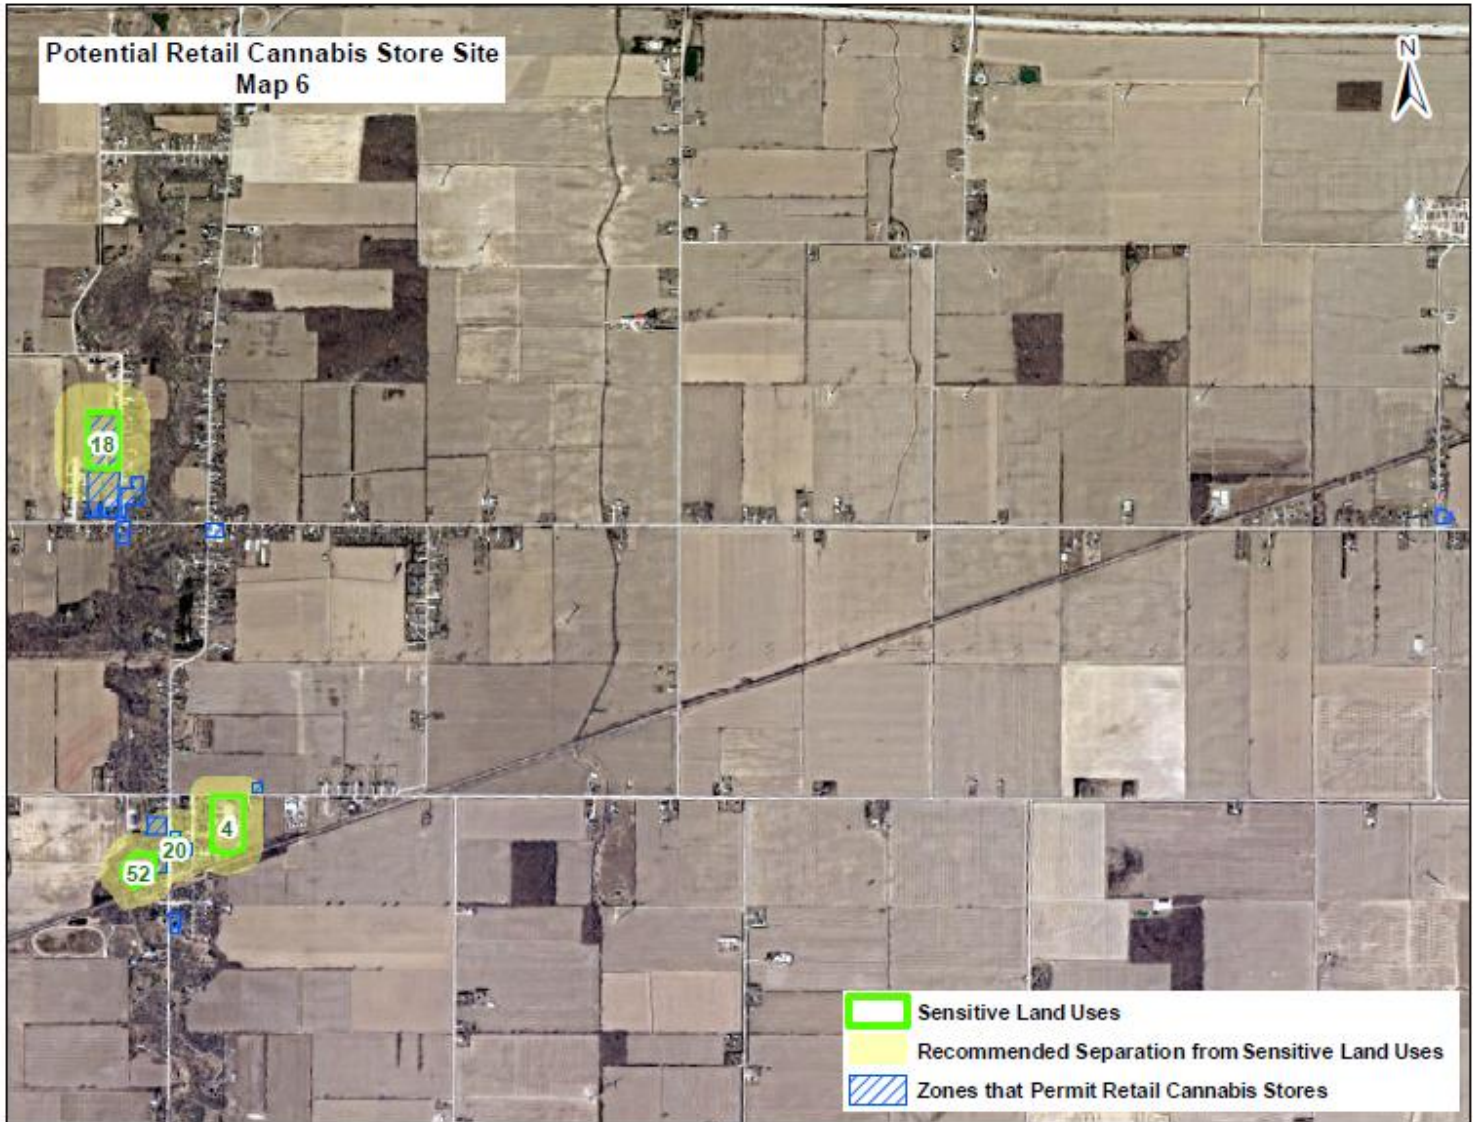 Potential Retail Cannabis Store Site
Map 6
N
18
4
20
52
Sensitive Land Uses
Recommended Separation from Sensitive Land Uses
Zones that Permit Retail Cannabis Stores